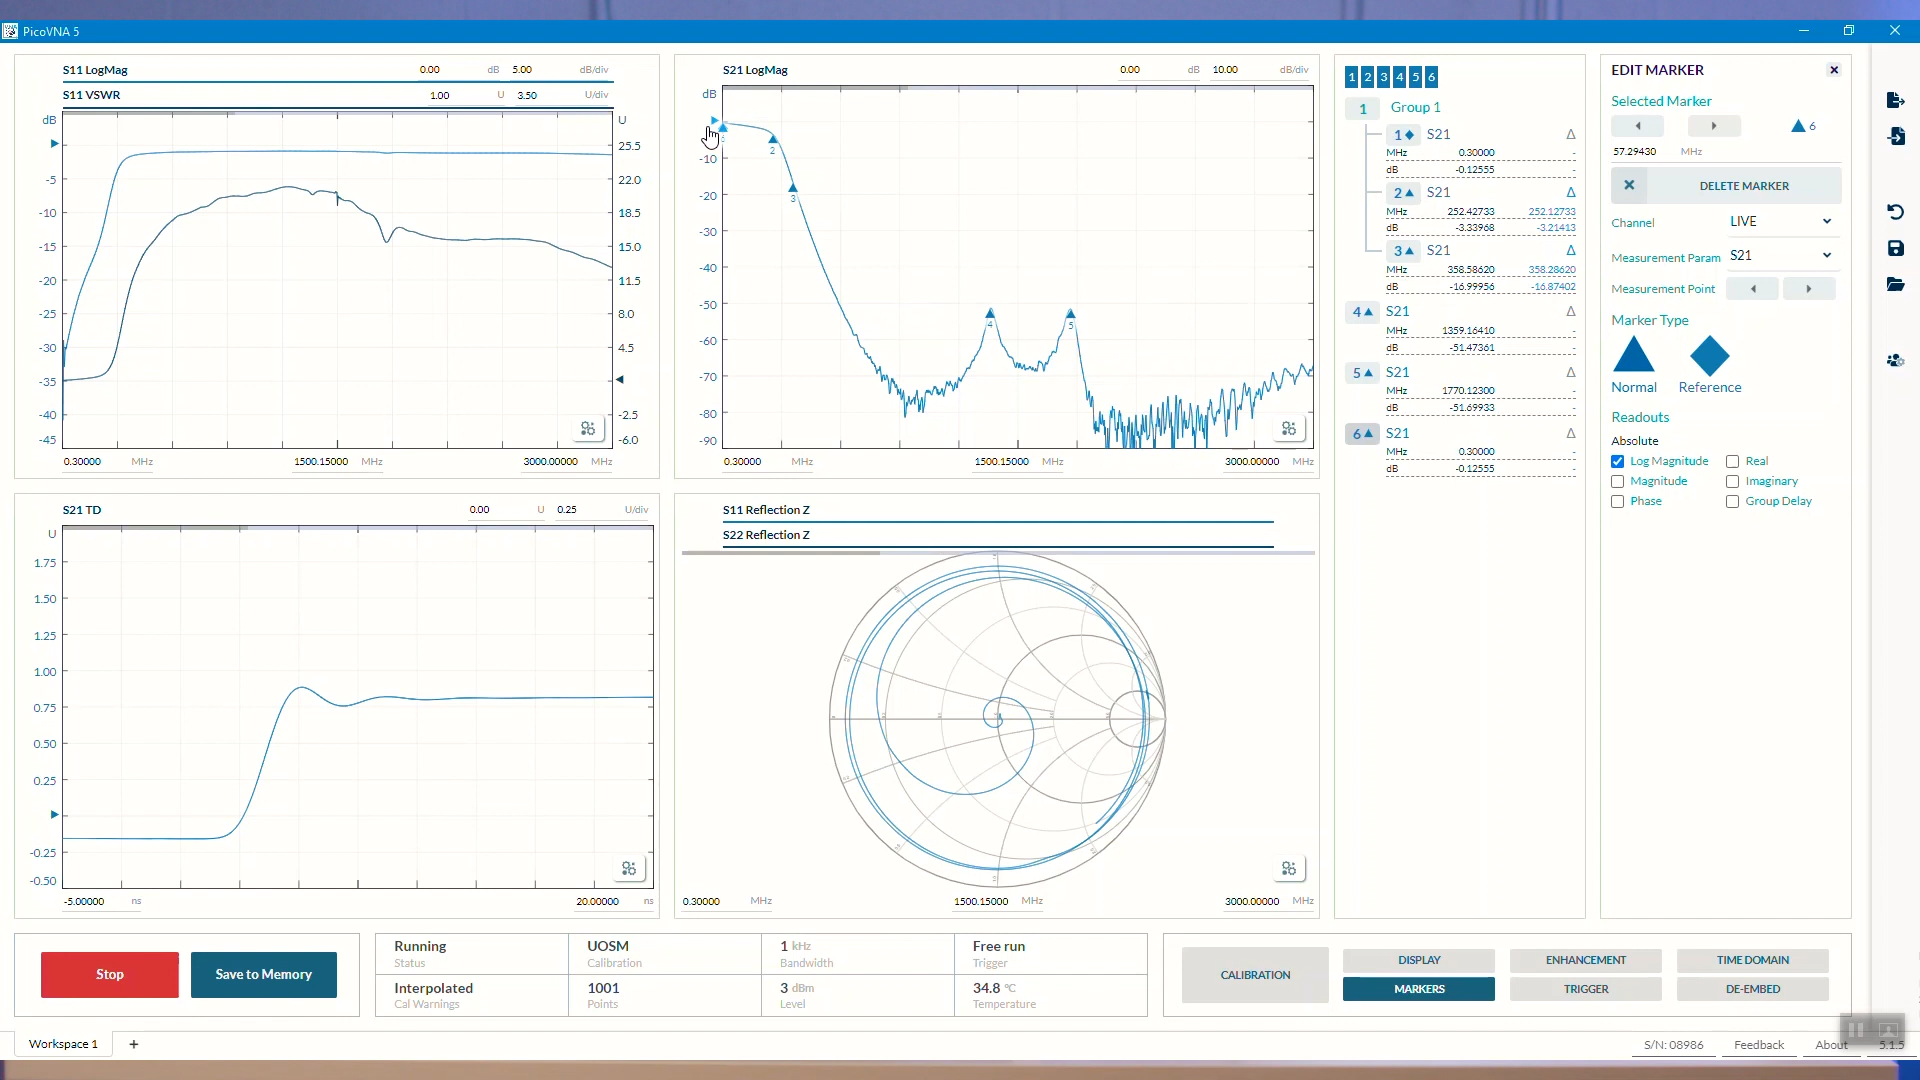 PicoVNA 5
S11 LogMag 0.00 dB 5.00 dB/div
S11 VSWR 1.00 U 3.50 U/div
dB U
25.5
-5 22.0
-10 18.5
-15 15.0
-20 11.5
-25 8.0
-30 4.5
-35
-40 -2.5
-45 -6.0
0.30000 MHz 1500.15000 MHz 3000.00000 MHz
S21 LogMag 0.00 dB 10.00 dB/div
dB
2
-10
-20 3
-30
-40
-50
4 5
-60
-70
-80
-90
0.30000 MHz 1500.15000 MHz 3000.00000 MHz
S21 TD 0.00 U 0.25 U/div
U
1.75
1.50
1.25
1.00
0.75
0.50
0.25
-0.25
-0.50
-5.00000 ns 20.00000 ns
S11 Reflection Z
S22 Reflection Z
0.30000 MHz 1500.15000 MHz 3000.00000 MHz
1 2 3 4 5 6
1 Group 1
1 S21 Δ
MHz 0.30000 -
dB -0.12555 -
2 S21 Δ
MHz 252.42733 252.12733
dB -3.33968 -3.21413
3 S21 Δ
MHz 358.58620 358.28620
dB -16.99956 -16.87402
4 S21 Δ
MHz 1359.16410 -
dB -51.47361 -
5 S21 Δ
MHz 1770.12300 -
dB -51.69933 -
6 S21 Δ
MHz 0.30000 -
dB -0.12555 -
EDIT MARKER
Selected Marker
6
57.29430 MHz
DELETE MARKER
Channel LIVE
Measurement Param S21
Measurement Point
Marker Type
Normal Reference
Readouts
Absolute
Log Magnitude Real
Magnitude Imaginary
Phase Group Delay
Stop Save to Memory
Running UOSM 1 kHz Free run
Status Calibration Bandwidth Trigger
Interpolated 1001 3 dBm 34.8 °C
Cal Warnings Points Level Temperature
CALIBRATION
DISPLAY ENHANCEMENT TIME DOMAIN
MARKERS TRIGGER DE-EMBED
Workspace 1 +
S/N: 08986 Feedback About 5.1.5